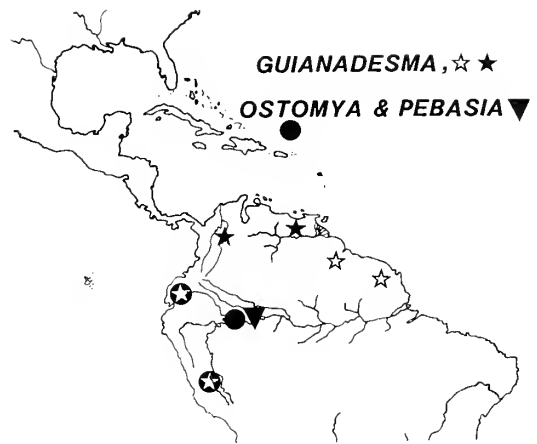 GUIANADESMA, ☆ ★
OSTOMYA & PEBASIA ▼
●